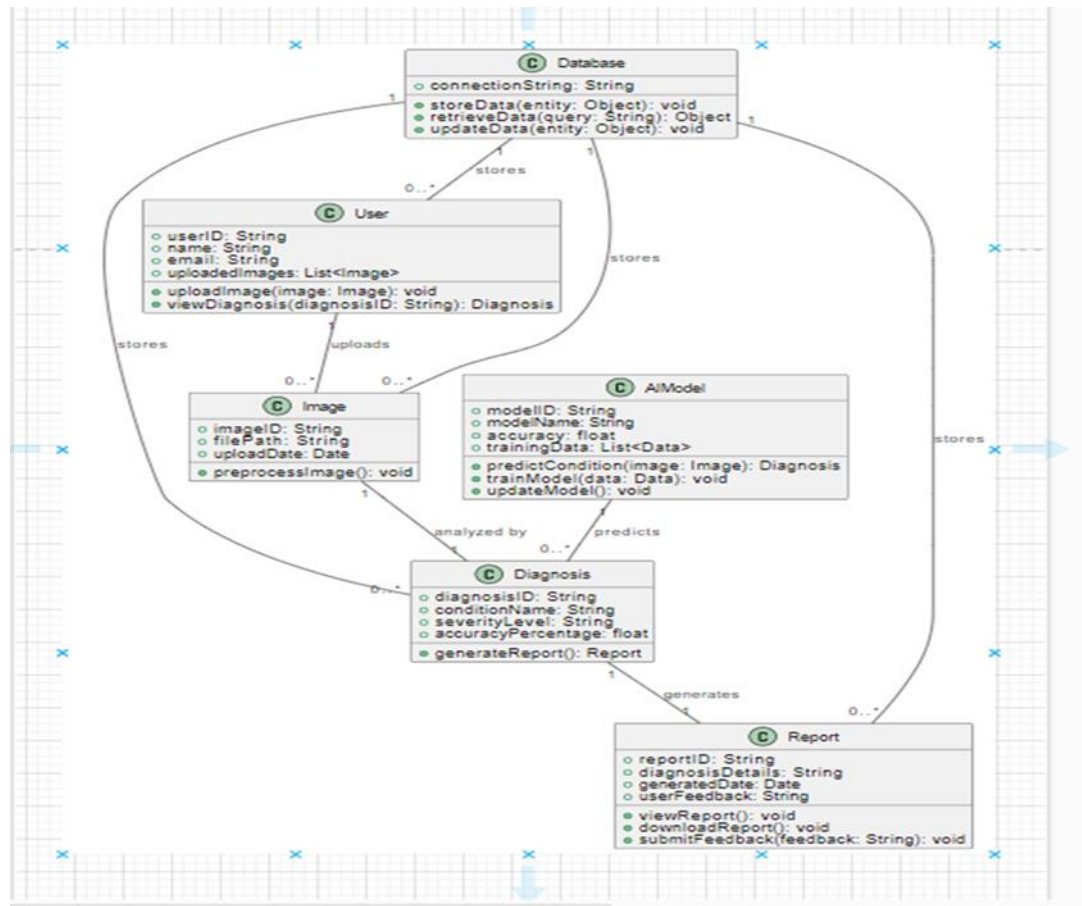 C Database
connectionString: String
storeData(entity: Object): void
retrieveData(query: String): Object
updateData(entity: Object): void
1
1
1
1
stores
0..*
C User
userID: String
name: String
email: String
uploadedImages: List<Image>
uploadImage(image: Image): void
viewDiagnosis(diagnosisID: String): Diagnosis
stores
1
stores
uploads
0..*
0..*
C Image
imageID: String
filePath: String
uploadDate: Date
preprocessImage(): void
C AIModel
modelID: String
modelName: String
accuracy: float
trainingData: List<Data>
predictCondition(image: Image): Diagnosis
trainModel(data: Data): void
updateModel(): void
stores
1
1
analyzed by
predicts
1
0..*
C Diagnosis
0..*
diagnosisID: String
conditionName: String
severityLevel: String
accuracyPercentage: float
generateReport(): Report
1
generates
1
0..*
C Report
reportID: String
diagnosisDetails: String
generatedDate: Date
userFeedback: String
viewReport(): void
downloadReport(): void
submitFeedback(feedback: String): void